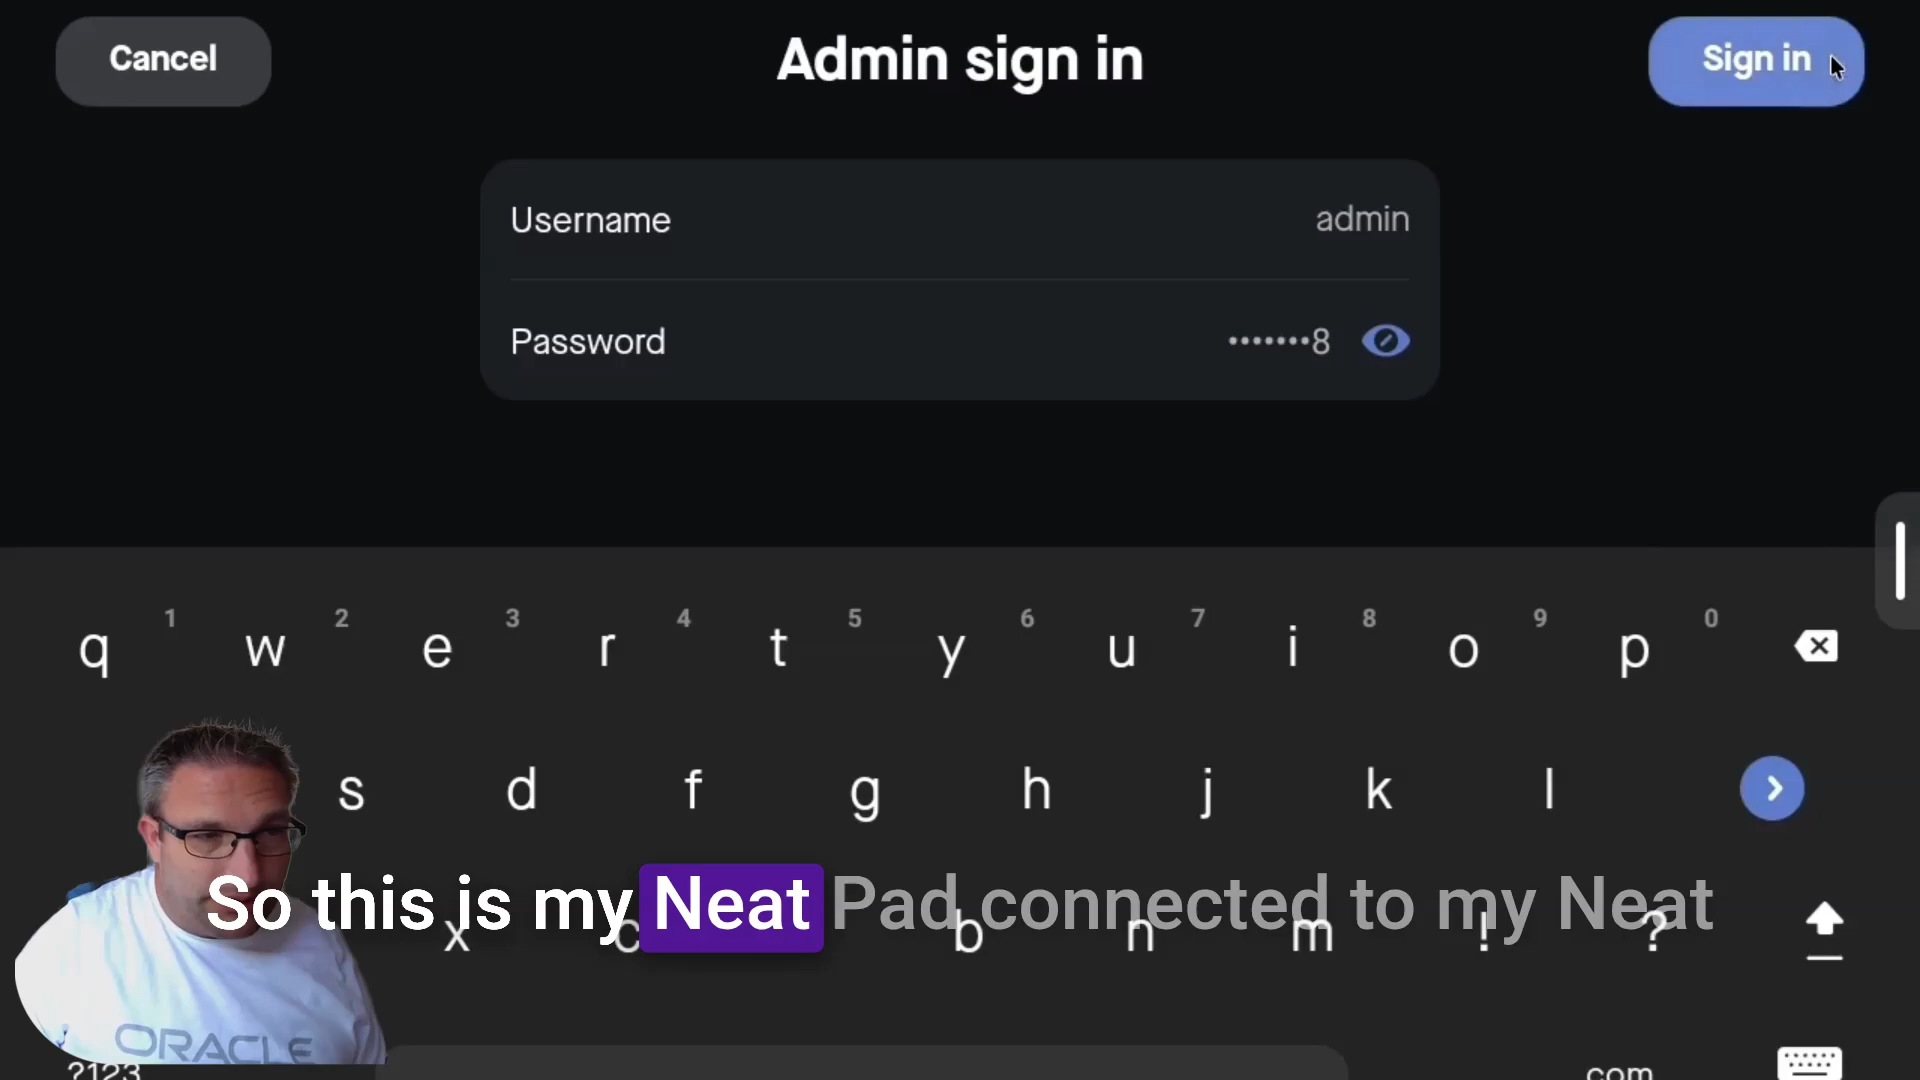 Cancel
Admin sign in
Sign in
Username
admin
Password
•••••••8
1 2 3 4 5 6 7 8 9 0
q w e r t y u i o p
s d f g h j k l
So this is my Neat Pad connected to my Neat
x c b n m ! ?
ORACLE
?123
.com